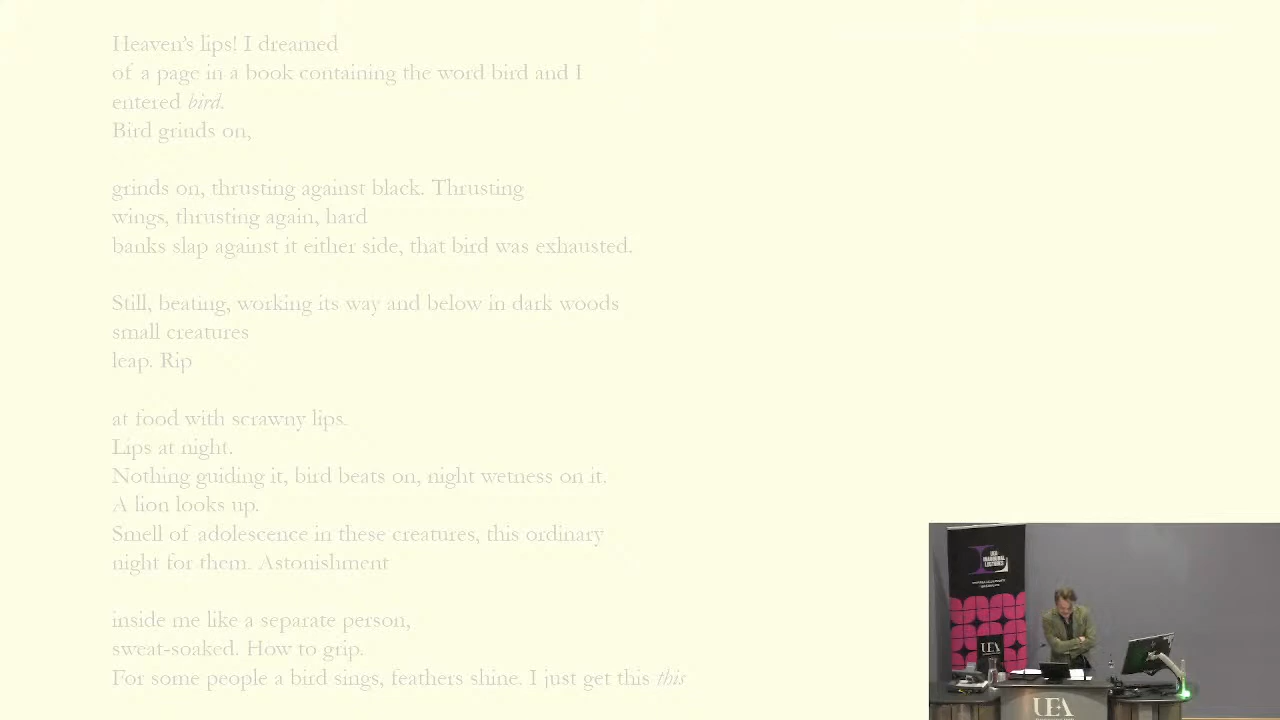 Heaven's lips! I dreamed
of a page in a book containing the word bird and I
entered bird.
Bird grinds on,
grinds on, thrusting against black. Thrusting
wings, thrusting again, hard
banks slap against it either side, that bird was exhausted.
Still, beating, working its way and below in dark woods
small creatures
leap. Rip
at food with scrawny lips.
Lips at night.
Nothing guiding it, bird beats on, night wetness on it.
A lion looks up.
Smell of adolescence in these creatures, this ordinary
night for them. Astonishment
inside me like a separate person,
sweat-soaked. How to grip.
For some people a bird sings, feathers shine. I just get this this
UEA
INAUGURAL
LECTURES
UEA
UEA